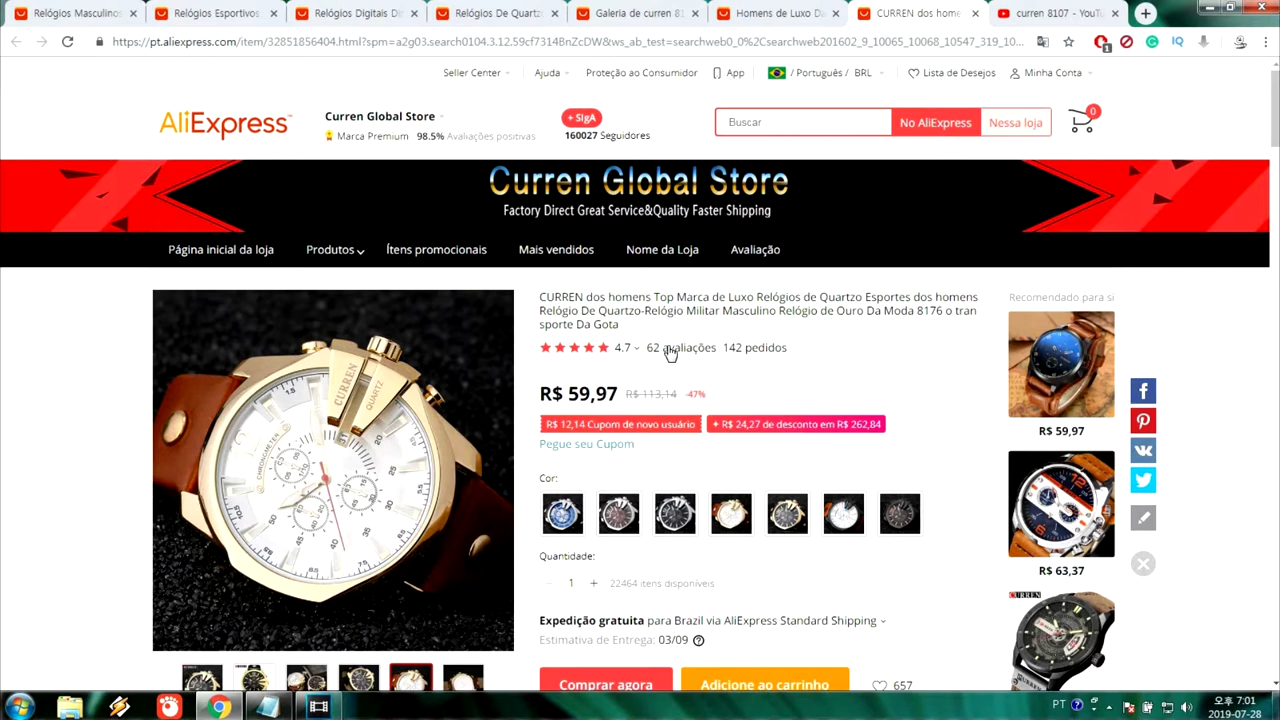 Relógios Masculinos
Relógios Esportivos
Relógios Digitais Di
Relógios De Quartz
Galeria de curren 81
Homens de Luxo D
CURREN dos home
curren 8107 - YouTu
https://pt.aliexpress.com/item/32851856404.html?spm=a2g03.search0104.3.12.59cf7314BnZcDW&ws_ab_test=searchweb0_0%2Csearchweb201602_9_10065_10068_10547_319_10...
Seller Center
Ajuda
Proteção ao Consumidor
App
/ Português / BRL
Lista de Desejos
Minha Conta
AliExpress
Curren Global Store
Marca Premium 98.5% Avaliações positivas
+ SIgA
160027 Seguidores
Buscar
No AliExpress
Nessa loja
0
Curren Global Store
Factory Direct Great Service&Quality Faster Shipping
Página inicial da loja
Produtos
Ítens promocionais
Mais vendidos
Nome da Loja
Avaliação
CURREN dos homens Top Marca de Luxo Relógios de Quartzo Esportes dos homens
Relógio De Quartzo-Relógio Militar Masculino Relógio de Ouro Da Moda 8176 o tran
sporte Da Gota
4.7 62 avaliações 142 pedidos
R$ 59,97 R$ 113,14 -47%
R$ 12,14 Cupom de novo usuário
+ R$ 24,27 de desconto em R$ 262,84
Pegue seu Cupom
Cor:
Quantidade:
1
+
22464 itens disponíveis
Expedição gratuita para Brazil via AliExpress Standard Shipping
Estimativa de Entrega: 03/09
Comprar agora
Adicione ao carrinho
657
CURREN
QUARTZ
CHRONOMETER
Recomendado para si
R$ 59,97
R$ 63,37
CURREN
PT
오후 7:01
2019-07-28